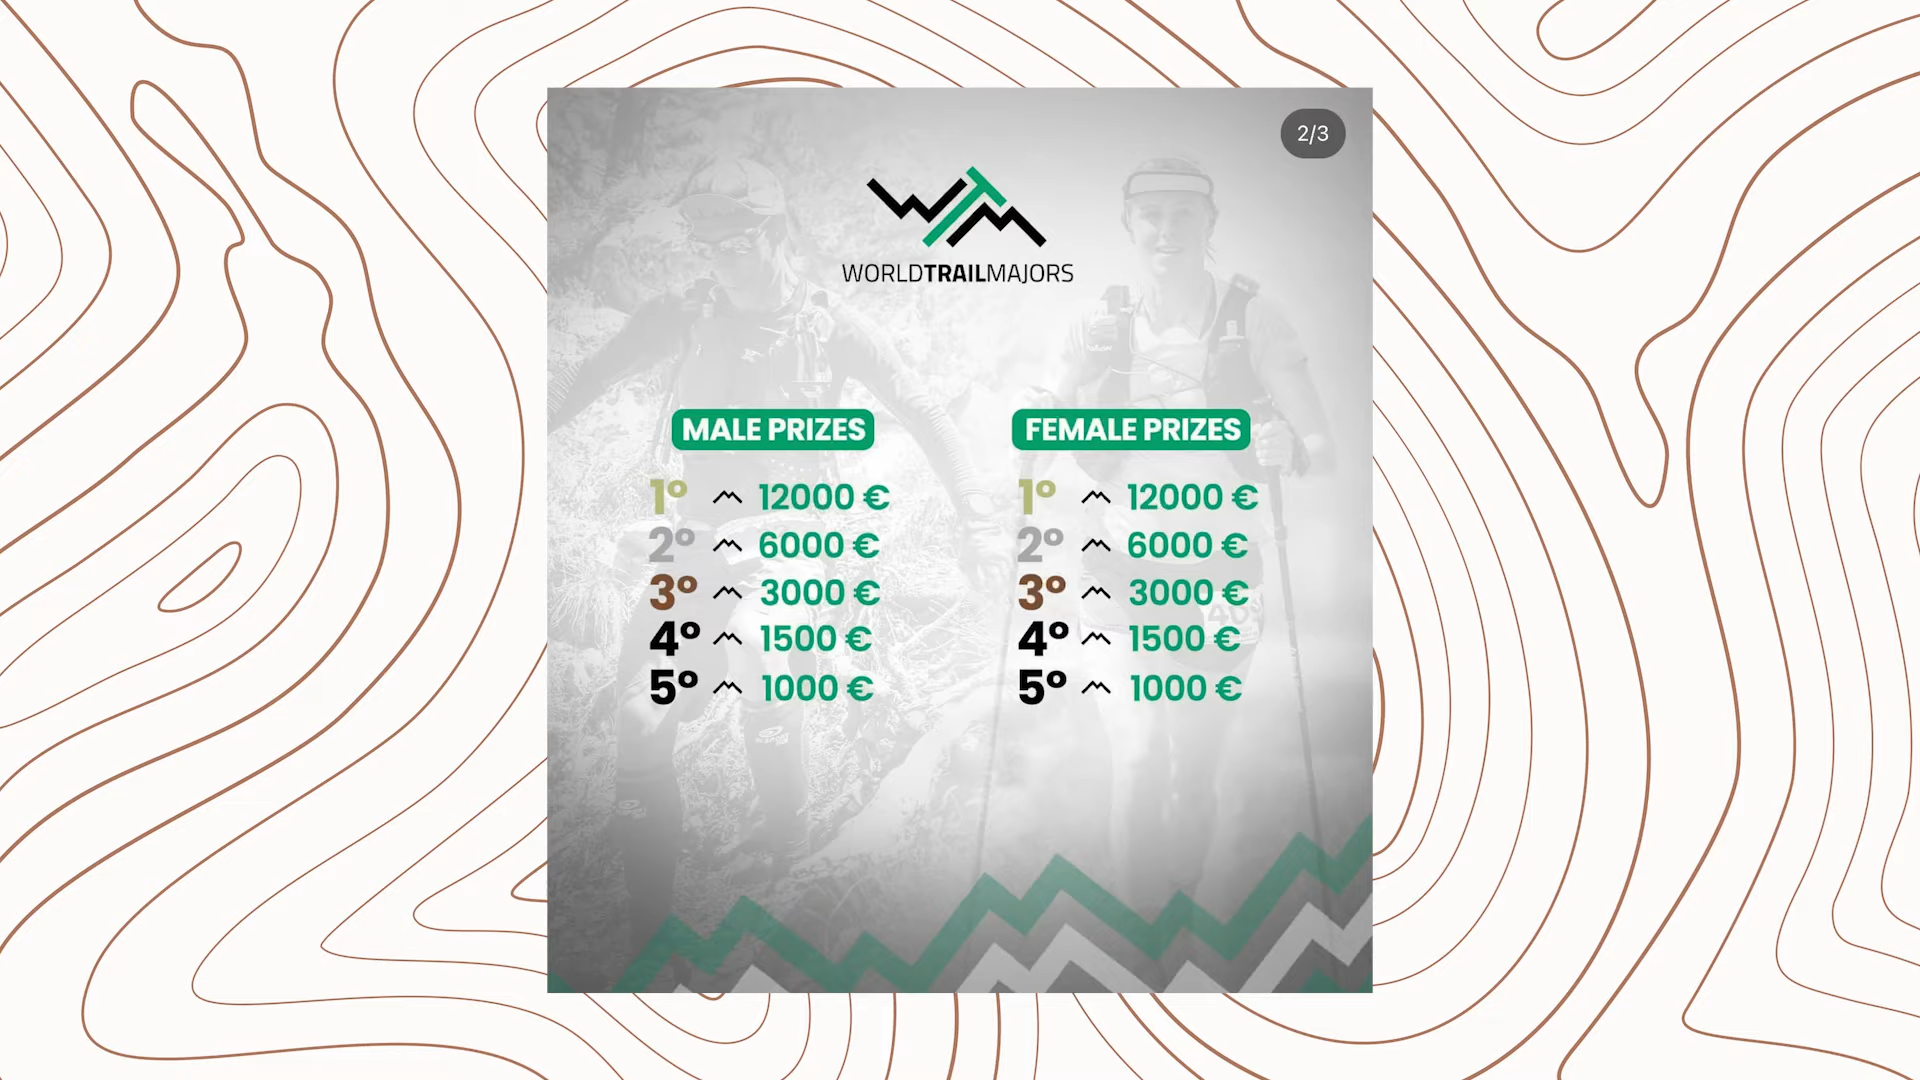 2/3
WTM
WORLDTRAILMAJORS
MALE PRIZES
1º 12000 €
2º 6000 €
3º 3000 €
4º 1500 €
5º 1000 €
FEMALE PRIZES
1º 12000 €
2º 6000 €
3º 3000 €
4º 1500 €
5º 1000 €